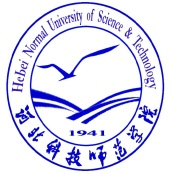 Hebei Normal University of Science & Technology
1941
河北科技师范学院